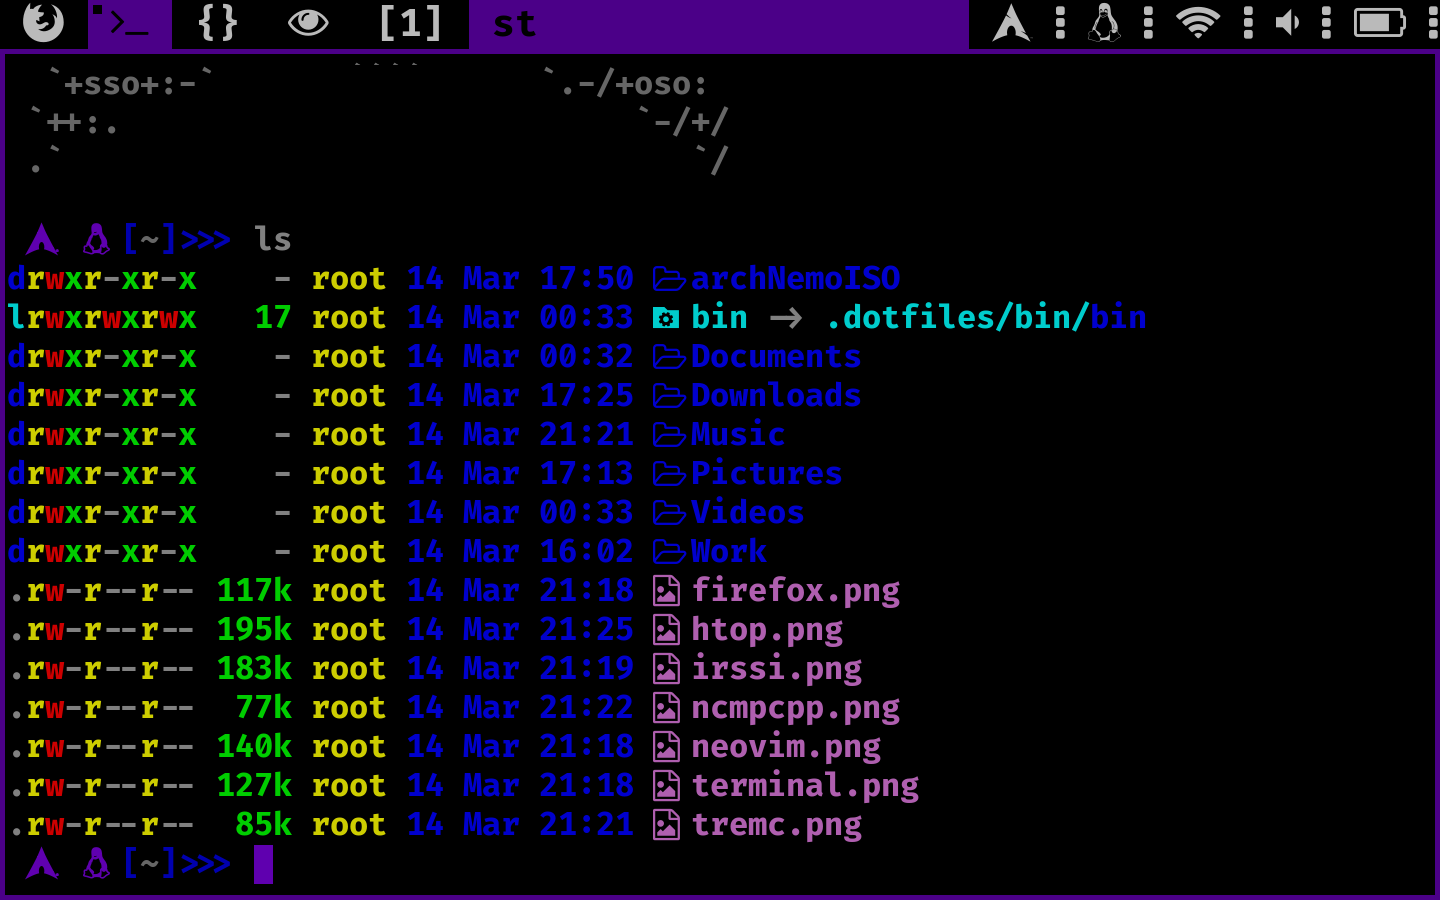 >_ {} [1] st
`+sso+:-` ```` `.-/+oso:
`++:. `-/+/
.` `/
[~]>>> ls
drwxr-xr-x - root 14 Mar 17:50 archNemoISO
lrwxrwxrwx 17 root 14 Mar 00:33 bin → .dotfiles/bin/bin
drwxr-xr-x - root 14 Mar 00:32 Documents
drwxr-xr-x - root 14 Mar 17:25 Downloads
drwxr-xr-x - root 14 Mar 21:21 Music
drwxr-xr-x - root 14 Mar 17:13 Pictures
drwxr-xr-x - root 14 Mar 00:33 Videos
drwxr-xr-x - root 14 Mar 16:02 Work
.rw-r--r-- 117k root 14 Mar 21:18 firefox.png
.rw-r--r-- 195k root 14 Mar 21:25 htop.png
.rw-r--r-- 183k root 14 Mar 21:19 irssi.png
.rw-r--r-- 77k root 14 Mar 21:22 ncmpcpp.png
.rw-r--r-- 140k root 14 Mar 21:18 neovim.png
.rw-r--r-- 127k root 14 Mar 21:18 terminal.png
.rw-r--r-- 85k root 14 Mar 21:21 tremc.png
[~]>>>